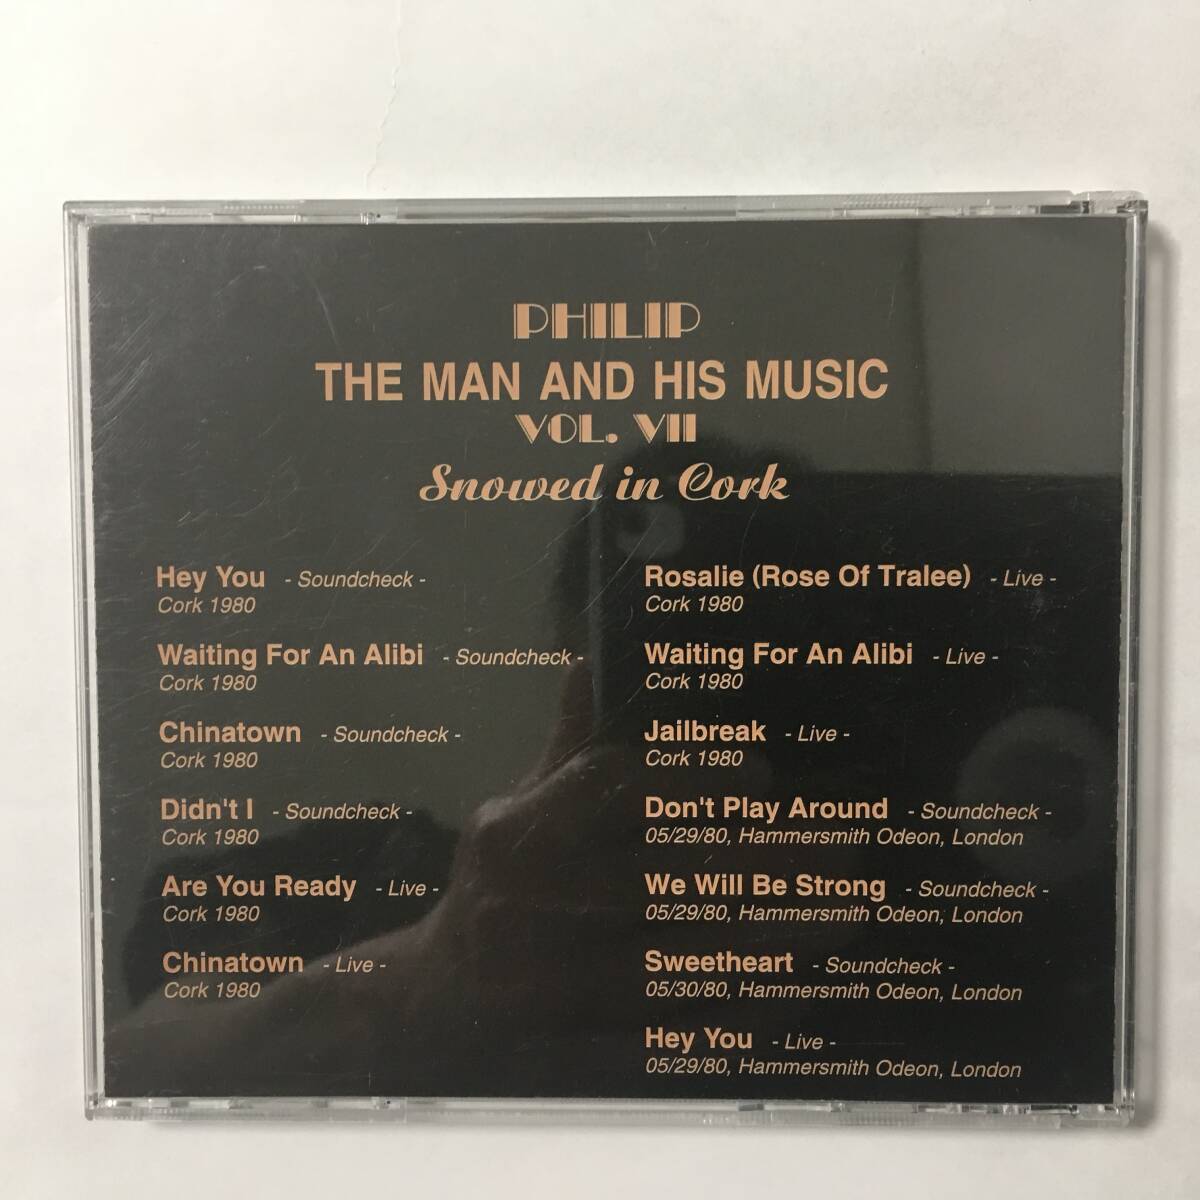 PHILIP
THE MAN AND HIS MUSIC
VOL. VII
Snowed in Cork
Hey You - Soundcheck -
Cork 1980
Waiting For An Alibi - Soundcheck -
Cork 1980
Chinatown - Soundcheck -
Cork 1980
Didn't I - Soundcheck -
Cork 1980
Are You Ready - Live -
Cork 1980
Chinatown - Live -
Cork 1980
Rosalie (Rose Of Tralee) - Live -
Cork 1980
Waiting For An Alibi - Live -
Cork 1980
Jailbreak - Live -
Cork 1980
Don't Play Around - Soundcheck -
05/29/80, Hammersmith Odeon, London
We Will Be Strong - Soundcheck -
05/29/80, Hammersmith Odeon, London
Sweetheart - Soundcheck -
05/30/80, Hammersmith Odeon, London
Hey You - Live -
05/29/80, Hammersmith Odeon, London